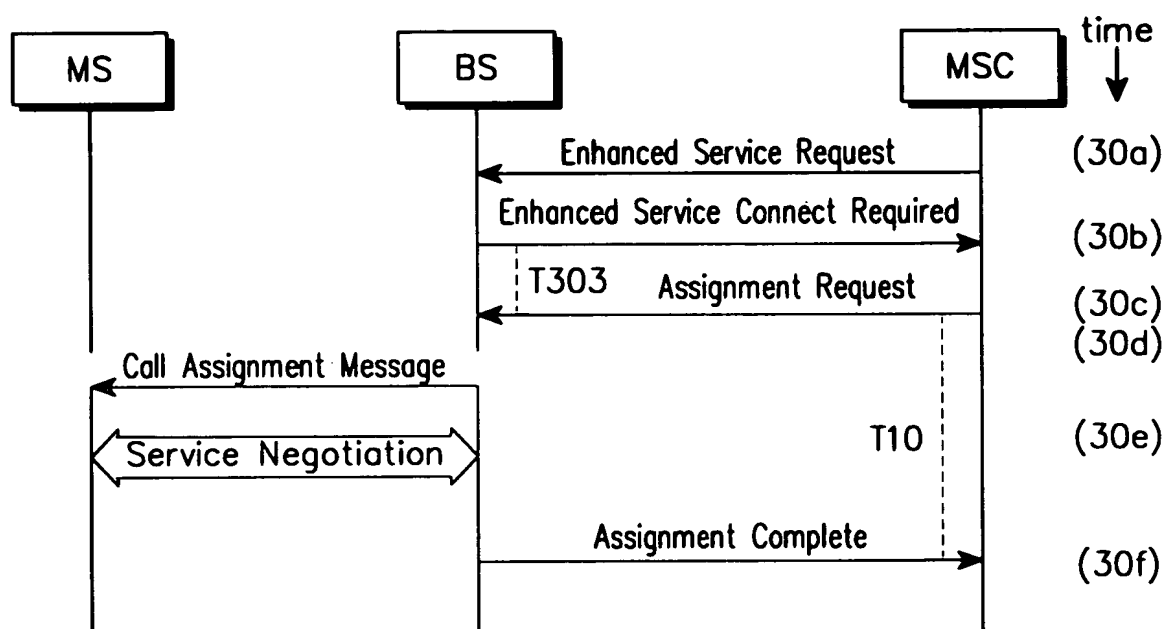 time
MS
BS
MSC
Enhanced Service Request
(30a)
Enhanced Service Connect Required
(30b)
T303
Assignment Request
(30c)
(30d)
Call Assignment Message
Service Negotiation
T10
(30e)
Assignment Complete
(30f)